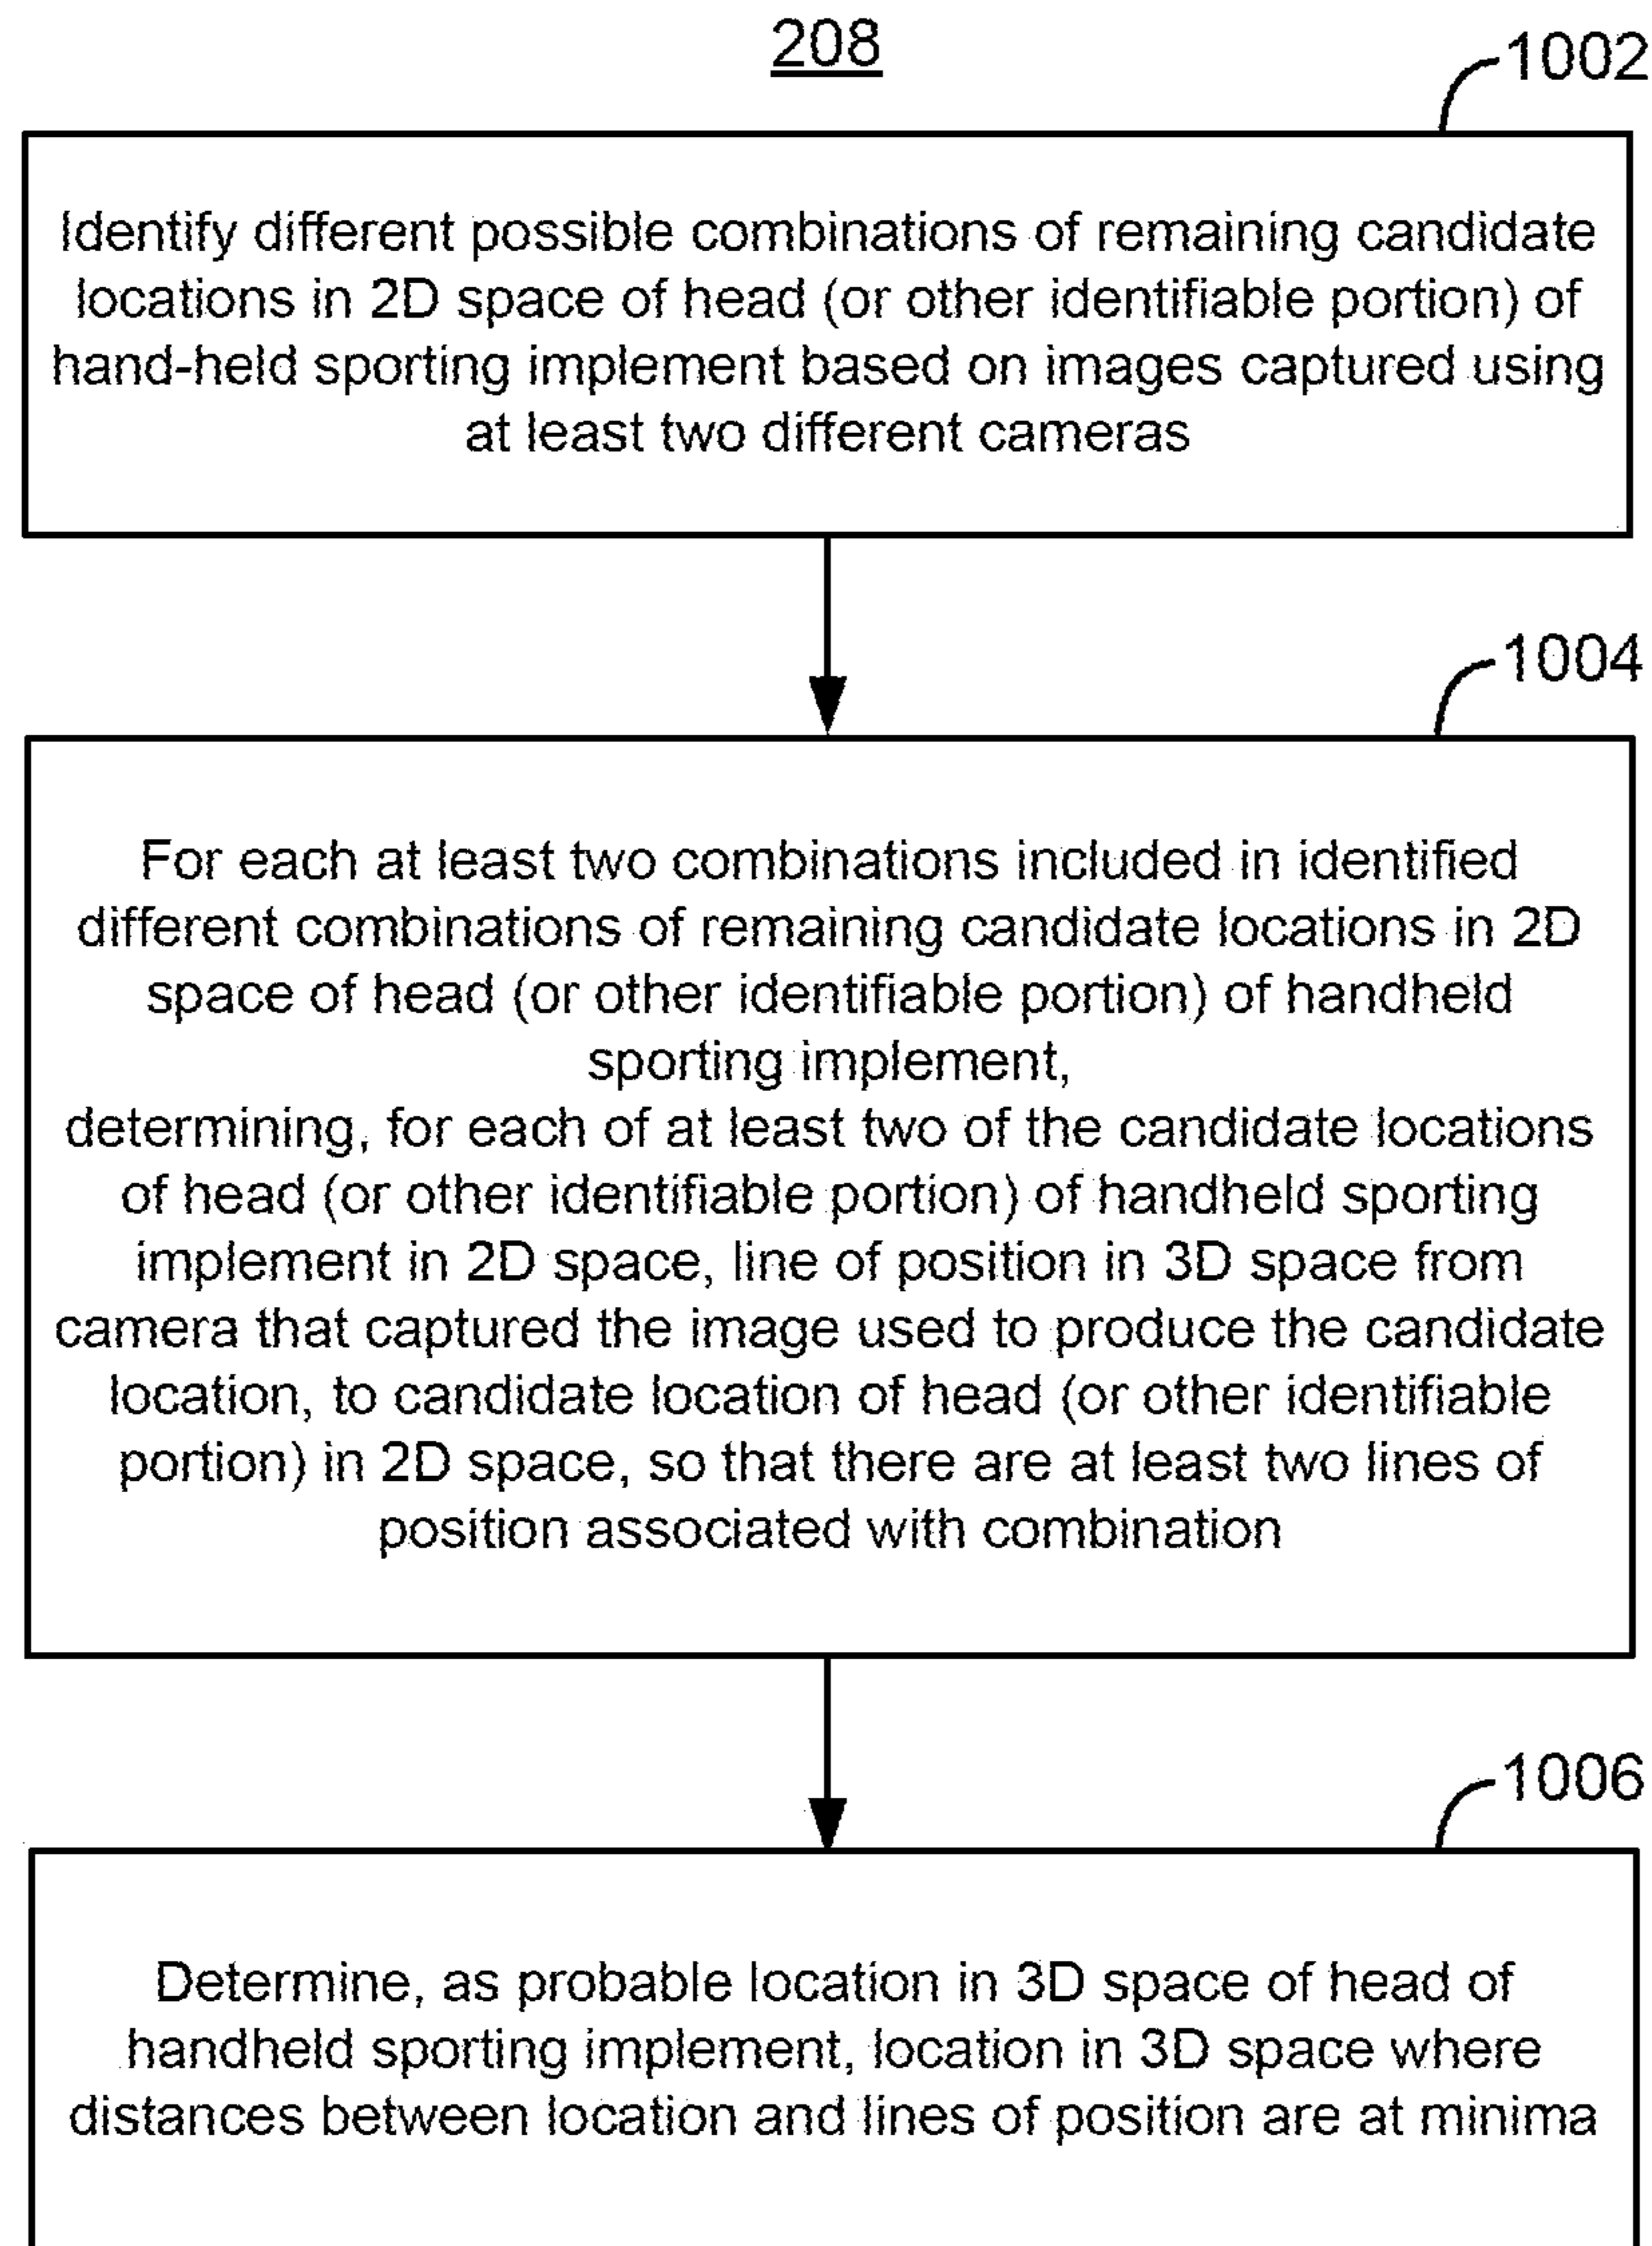 208
1002
Identify different possible combinations of remaining candidate
locations in 2D space of head (or other identifiable portion) of
hand-held sporting implement based on images captured using
at least two different cameras
1004
For each at least two combinations included in identified
different combinations of remaining candidate locations in 2D
space of head (or other identifiable portion) of handheld
sporting implement,
determining, for each of at least two of the candidate locations
of head (or other identifiable portion) of handheld sporting
implement in 2D space, line of position in 3D space from
camera that captured the image used to produce the candidate
location, to candidate location of head (or other identifiable
portion) in 2D space, so that there are at least two lines of
position associated with combination
1006
Determine, as probable location in 3D space of head of
handheld sporting implement, location in 3D space where
distances between location and lines of position are at minima